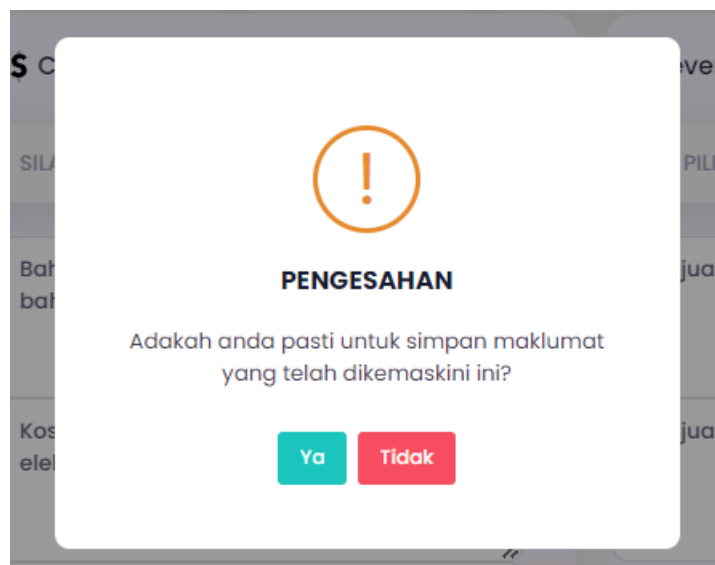 PENGESAHAN
Adakah anda pasti untuk simpan maklumat
yang telah dikemaskini ini?
Ya Tidak